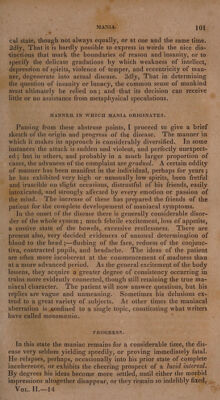 MANIA. 101
cal state, though not always equally, or at one and the same time.
2dly, That it is hardly possible to express in words the nice dis-
tinctions that mark the boundaries of reason and insanity, or to
specify the delicate gradations by which weakness of intellect,
depression of spirits, violence of temper, and eccentricity of man-
ner, degenerate into actual disease. 3dly, That in determining
the question of insanity or lunacy, the common sense of mankind
must ultimately be relied on; and that its decision can receive
little or no assistance from metaphysical speculations.
MANNER IN WHICH MANIA ORIGINATES.
Passing from these abstruse points, I proceed to give a brief
sketch of the origin and progress of the disease. The manner in
which it makes its approach is considerably diversified. In some
instances the attack is sudden and violent, and perfectly unexpect-
ed; but in others, and probably in a much larger proportion of
cases, the advances of the complaint are gradual. A certain oddity
of manner has been manifest in the individual, perhaps for years;
he has exhibited very high or unusually low spirits, been fretful
and irascible on slight occasions, distrustful of his friends, easily
intoxicated, and strongly affected by every emotion or passion of
the mind. The increase of these has prepared the friends of the
patient for the complete development of maniacal symptoms.
In the onset of the disease there is generally considerable disor-
der of the whole system; much febrile excitement, loss of appetite,
a costive state of the bowels, excessive restlessness. There are
present also, very decided evidences of unusual determination of
blood to the head;—flushing of the face, redness of the conjunc-
tiva, contracted pupils, and headache. The ideas of the patient
are often more incoherent at the commencement of madness than
at a more advanced period. As the general excitement of the body
lessens, they acquire a greater degree of consistency occurring in
trains more evidently connected, though still retaining the true ma-
niacal character. The patient will now answer questions, but his
replies are vague and unmeaning. Sometimes his delusions ex-
tend to a great variety of subjects. At other times the maniacal
aberration is confined to a single topic, constituting what writers
have called monomania.
PROGRESS.
In this state the maniac remains for a considerable time, the dis-
ease very seldom yielding speedily, or proving immediately fatal.
He relapses, perhaps, occasionally into his prior state of complete
incoherence, or exhibits the cheering prospect of a lucid interval.
By degrees his ideas become more settled, until either the morbid
impressions altogether disappear, or they remain so indelibly fixed,
VOL. II.—14